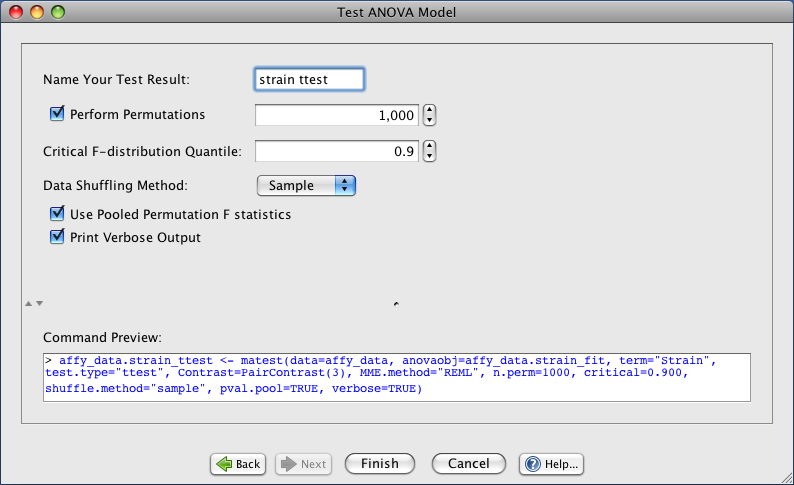 Test ANOVA Model
Name Your Test Result: strain ttest
Perform Permutations 1,000
Critical F-distribution Quantile: 0.9
Data Shuffling Method: Sample
Use Pooled Permutation F statistics
Print Verbose Output
Command Preview:
> affy_data.strain_ttest <- matest(data=affy_data, anovaobj=affy_data.strain_fit, term="Strain",
test.type="ttest", Contrast=PairContrast(3), MME.method="REML", n.perm=1000, critical=0.900,
shuffle.method="sample", pval.pool=TRUE, verbose=TRUE)
Back Next Finish Cancel Help...